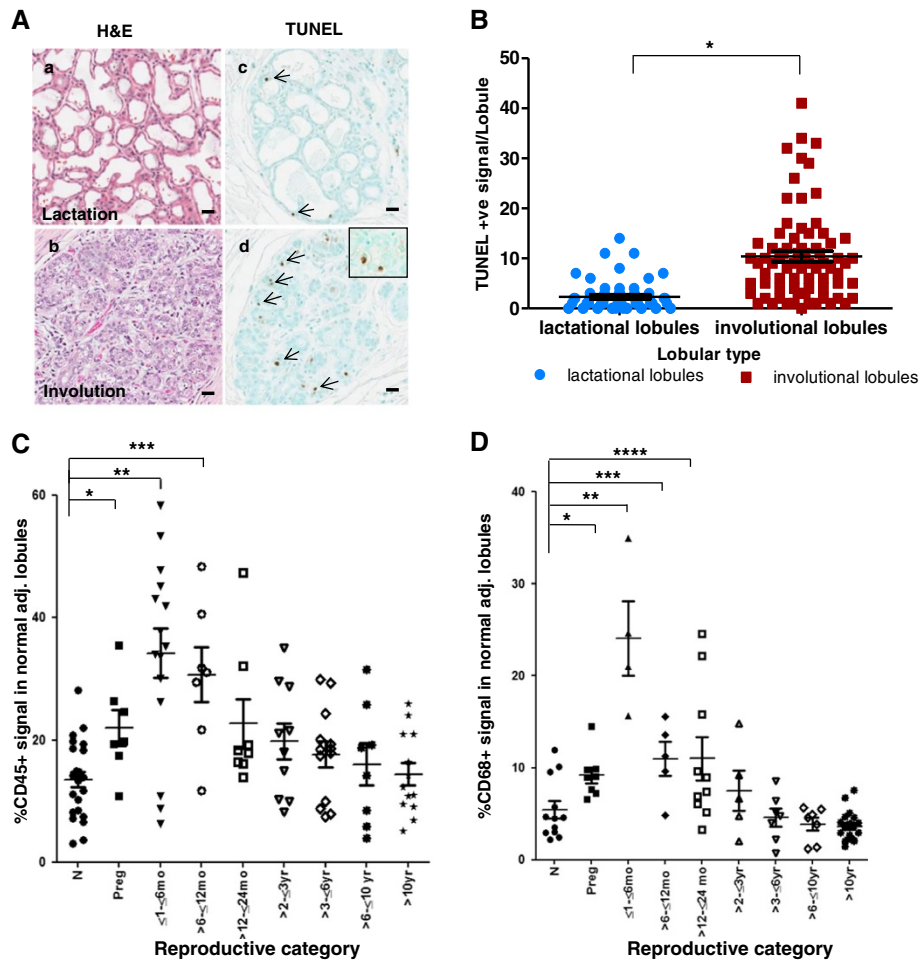 A
H&E
TUNEL
a
c
Lactation
b
d
Involution
B
*
TUNEL +ve signal/Lobule
50
40
30
20
10
0
lactational lobules involutional lobules
Lobular type
lactational lobules involutional lobules
C
***
**
*
%CD45+ signal in normal adj. lobules
60
40
20
0
N
Preg
≤1-≤6mo
>6-≤12mo
>12-≤24mo
>2-≤3yr
>3-≤6yr
>6-≤10 yr
>10yr
Reproductive category
D
****
***
**
*
%CD68+ signal in normal adj. lobules
40
30
20
10
0
N
Preg
≤1-≤6mo
>6-≤12mo
>12-≤24 mo
>2-≤3yr
>3-≤6yr
>6-≤10yr
>10yr
Reproductive category